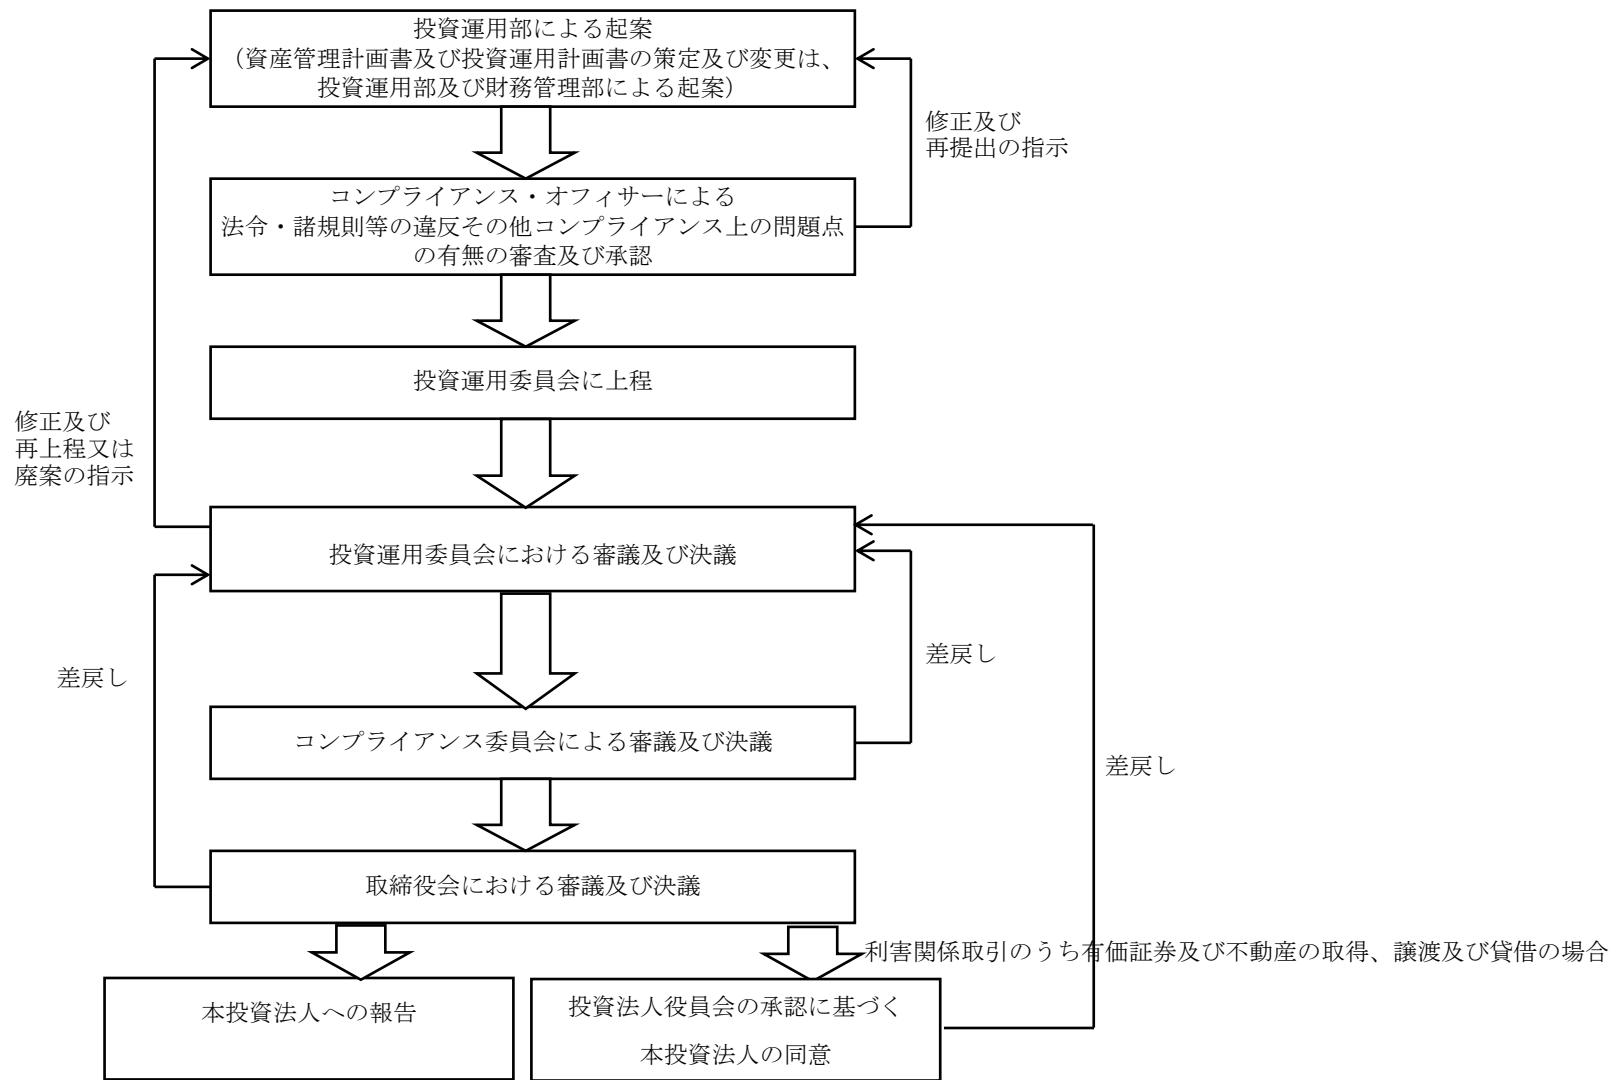 投資運用部による起案
（資産管理計画書及び投資運用計画書の策定及び変更は、
投資運用部及び財務管理部による起案）
修正及び
再提出の指示
コンプライアンス・オフィサーによる
法令・諸規則等の違反その他コンプライアンス上の問題点
の有無の審査及び承認
投資運用委員会に上程
修正及び
再上程又は
廃案の指示
投資運用委員会における審議及び決議
差戻し
差戻し
コンプライアンス委員会による審議及び決議
差戻し
取締役会における審議及び決議
利害関係取引のうち有価証券及び不動産の取得、譲渡及び貸借の場合
本投資法人への報告
投資法人役員会の承認に基づく
本投資法人の同意